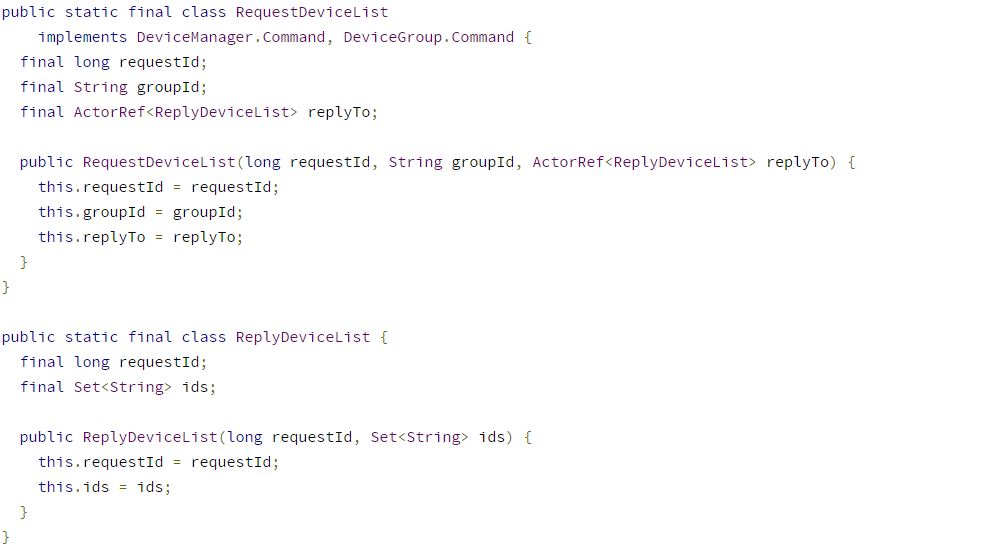 public static final class RequestDeviceList
    implements DeviceManager.Command, DeviceGroup.Command {
  final long requestId;
  final String groupId;
  final ActorRef<ReplyDeviceList> replyTo;

  public RequestDeviceList(long requestId, String groupId, ActorRef<ReplyDeviceList> replyTo) {
    this.requestId = requestId;
    this.groupId = groupId;
    this.replyTo = replyTo;
  }
}

public static final class ReplyDeviceList {
  final long requestId;
  final Set<String> ids;

  public ReplyDeviceList(long requestId, Set<String> ids) {
    this.requestId = requestId;
    this.ids = ids;
  }
}